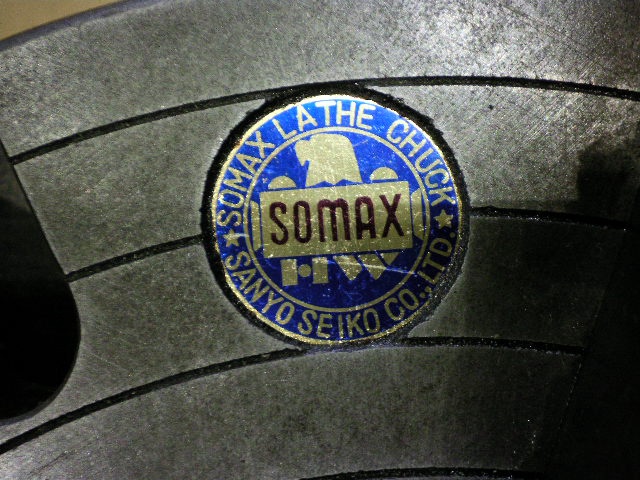 SOMAX LATHE CHUCK
SOMAX
SANYO SEIKO CO.,LTD.